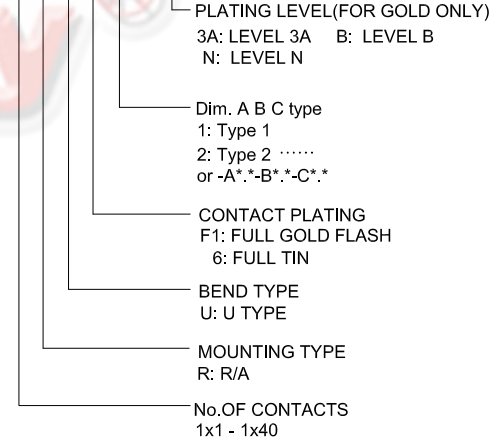 PLATING LEVEL(FOR GOLD ONLY)
3A: LEVEL 3A B: LEVEL B
N: LEVEL N
Dim. A B C type
1: Type 1
2: Type 2 ······
or -A*.*-B*.*-C*.*
CONTACT PLATING
F1: FULL GOLD FLASH
6: FULL TIN
BEND TYPE
U: U TYPE
MOUNTING TYPE
R: R/A
No.OF CONTACTS
1x1 - 1x40